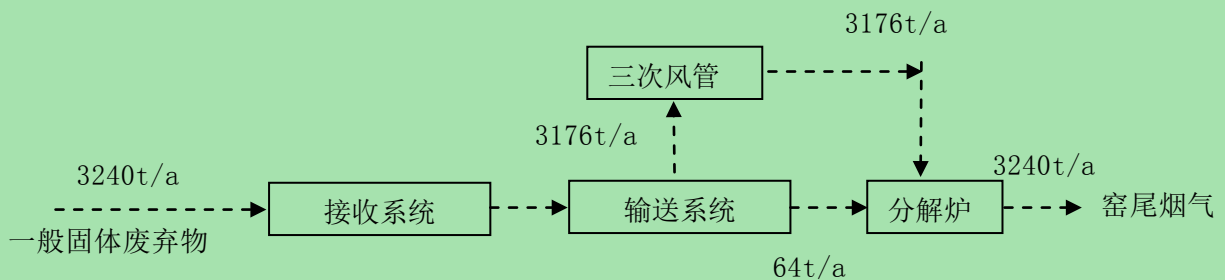 3176t/a
三次风管
3176t/a
3240t/a
3240t/a
接收系统
输送系统
分解炉
窑尾烟气
一般固体废弃物
64t/a